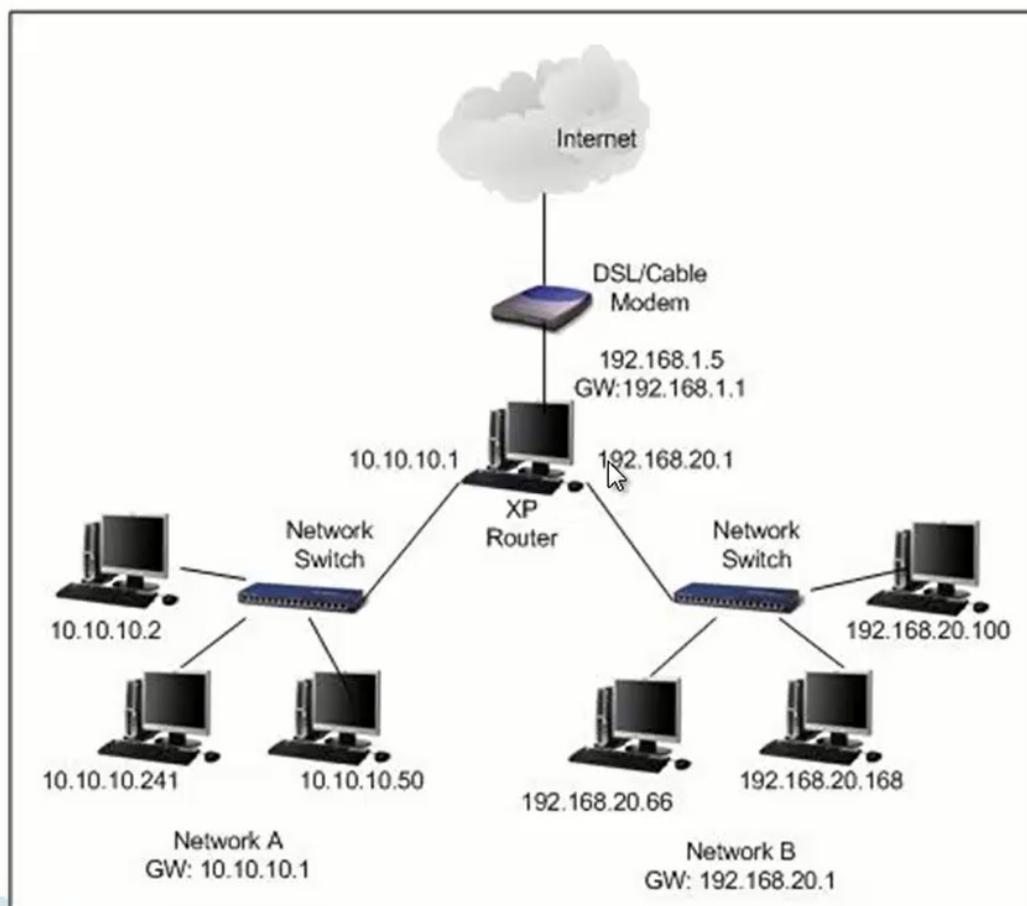 Internet
DSL/Cable
Modem
192.168.1.5
GW:192.168.1.1
10.10.10.1
192.168.20.1
XP
Router
Network
Switch
Network
Switch
10.10.10.2
192.168.20.100
10.10.10.241
10.10.10.50
192.168.20.66
192.168.20.168
Network A
GW: 10.10.10.1
Network B
GW: 192.168.20.1